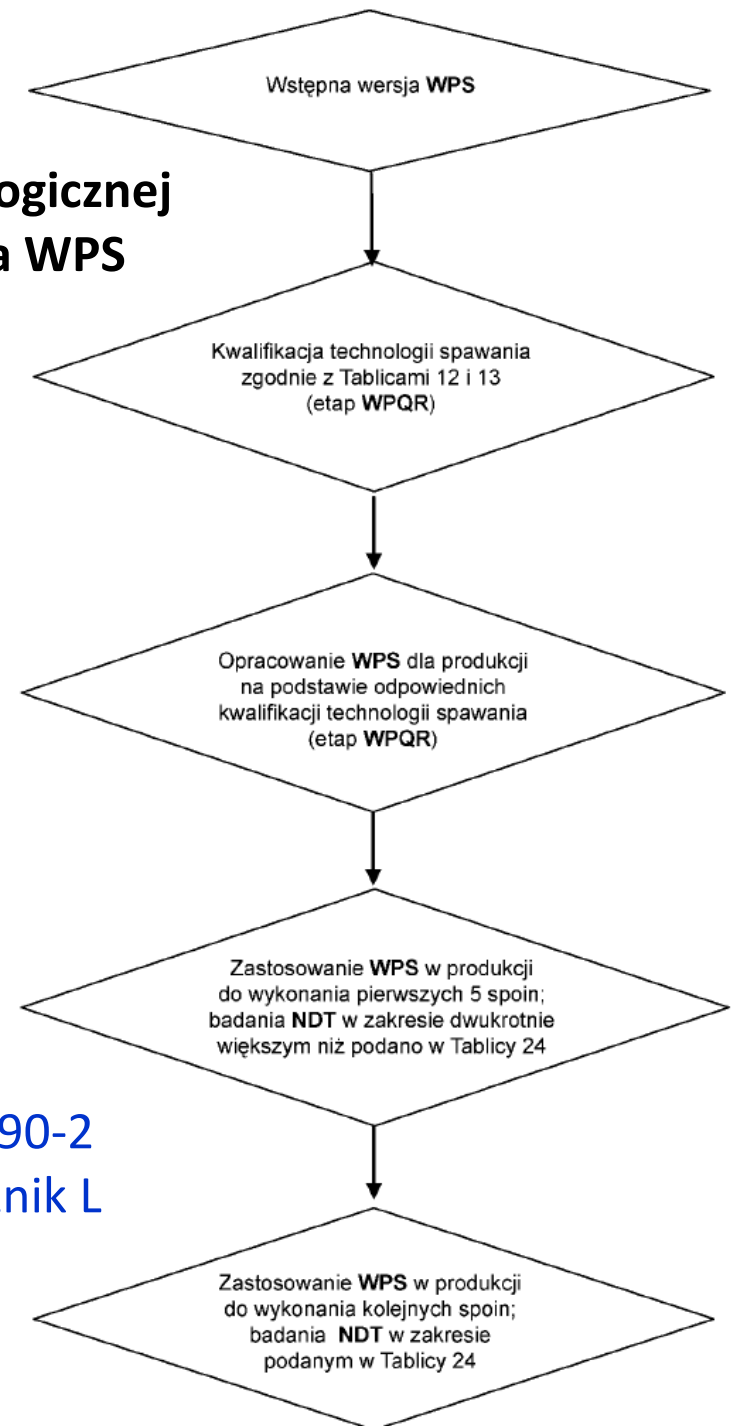 Wstępna wersja WPS
ogicznej
a WPS
Kwalifikacja technologii spawania
zgodnie z Tablicami 12 i 13
(etap WPQR)
Opracowanie WPS dla produkcji
na podstawie odpowiednich
kwalifikacji technologii spawania
(etap WPQR)
Zastosowanie WPS w produkcji
do wykonania pierwszych 5 spoin;
badania NDT w zakresie dwukrotnie
większym niż podano w Tablicy 24
90-2
znik L
Zastosowanie WPS w produkcji
do wykonania kolejnych spoin;
badania NDT w zakresie
podanym w Tablicy 24